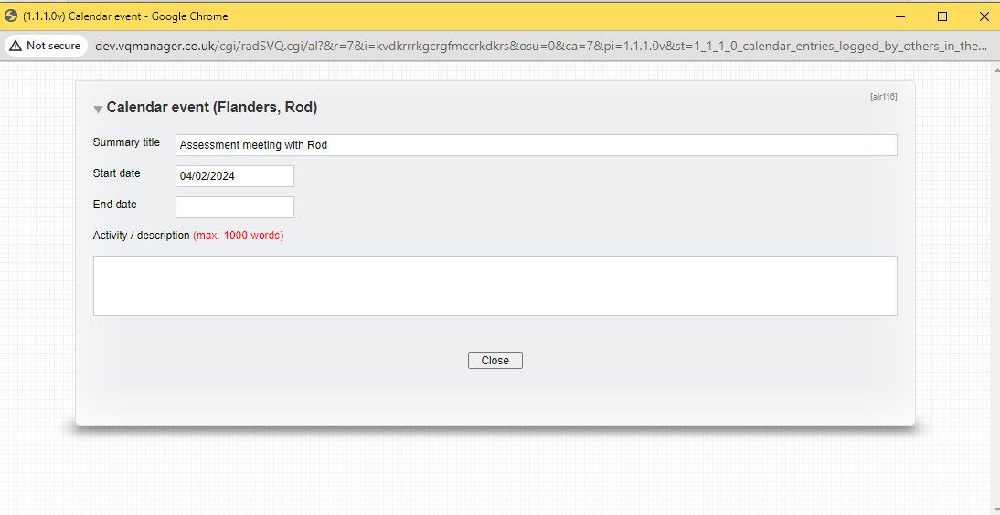 (1.1.1.0v) Calendar event - Google Chrome
Not secure dev.vqmanager.co.uk/cgi/radSVQ.cgi/al?&r=7&i=kvdkrrrkgcrgfmccrkdkrs&osu=0&ca=7&pi=1.1.1.0v&st=1_1_1_0_calendar_entries_logged_by_others_in_the...
[alr116]
Calendar event (Flanders, Rod)
Summary title Assessment meeting with Rod
Start date 04/02/2024
End date
Activity / description (max. 1000 words)
Close